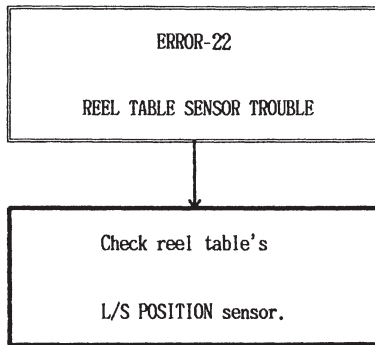 ERROR-22
REEL TABLE SENSOR TROUBLE
Check reel table's
L/S POSITION sensor.